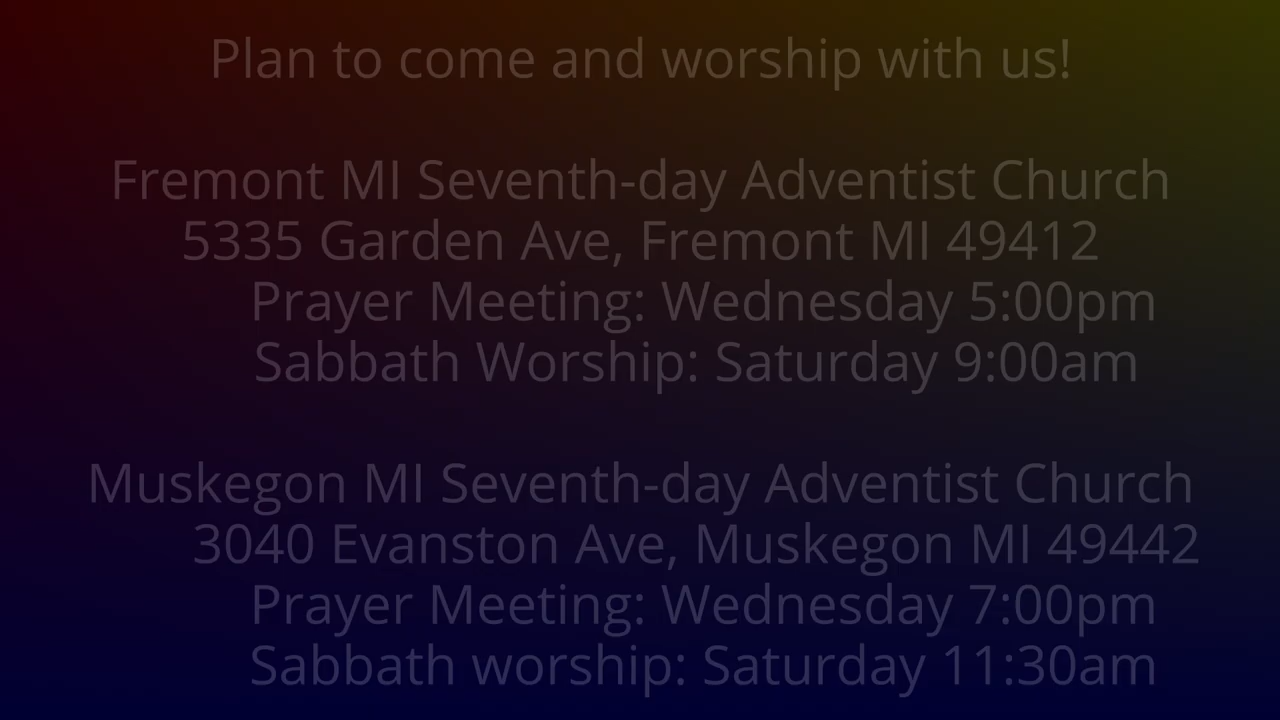 Plan to come and worship with us!
Fremont MI Seventh-day Adventist Church
5335 Garden Ave, Fremont MI 49412
Prayer Meeting: Wednesday 5:00pm
Sabbath Worship: Saturday 9:00am
Muskegon MI Seventh-day Adventist Church
3040 Evanston Ave, Muskegon MI 49442
Prayer Meeting: Wednesday 7:00pm
Sabbath worship: Saturday 11:30am